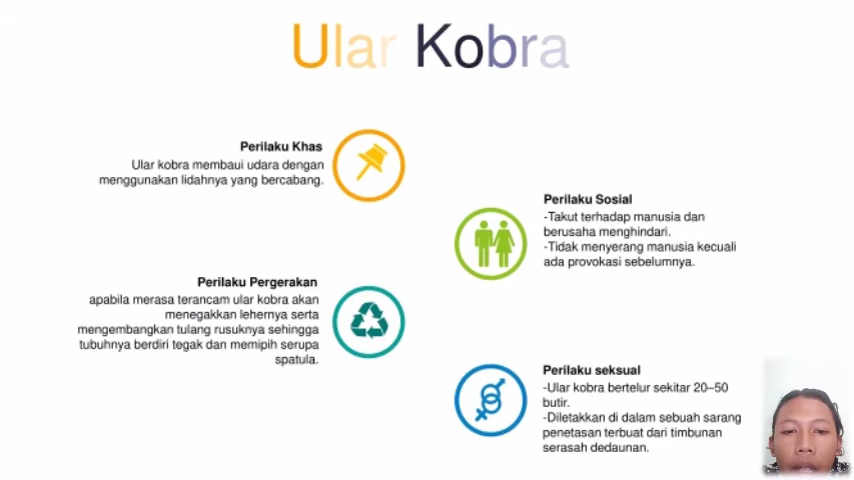 Ular Kobra
Perilaku Khas
Ular kobra membaui udara dengan
menggunakan lidahnya yang bercabang.
Perilaku Sosial
-Takut terhadap manusia dan
berusaha menghindari.
-Tidak menyerang manusia kecuali
ada provokasi sebelumnya.
Perilaku Pergerakan
apabila merasa terancam ular kobra akan
menegakkan lehernya serta
mengembangkan tulang rusuknya sehingga
tubuhnya berdiri tegak dan memipih serupa
spatula.
Perilaku seksual
-Ular kobra bertelur sekitar 20–50
butir.
-Diletakkan di dalam sebuah sarang
penetasan terbuat dari timbunan
serasah dedaunan.